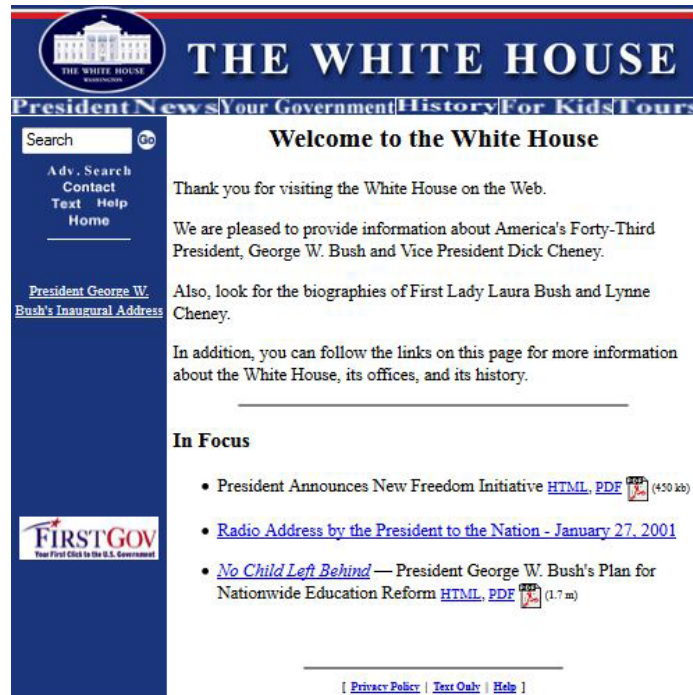 THE WHITE HOUSE
WASHINGTON
THE WHITE HOUSE
President News Your Government History For Kids Tours
Search Go
Adv. Search
Contact
Text Help
Home
President George W.
Bush's Inaugural Address
FIRSTGOV
Your First Click to the U.S. Government
Welcome to the White House
Thank you for visiting the White House on the Web.
We are pleased to provide information about America's Forty-Third
President, George W. Bush and Vice President Dick Cheney.
Also, look for the biographies of First Lady Laura Bush and Lynne
Cheney.
In addition, you can follow the links on this page for more information
about the White House, its offices, and its history.
In Focus
• President Announces New Freedom Initiative HTML, PDF PDF (450 kb)
• Radio Address by the President to the Nation - January 27, 2001
• No Child Left Behind — President George W. Bush's Plan for
Nationwide Education Reform HTML, PDF PDF (1.7 m)
[ Privacy Policy | Text Only | Help ]